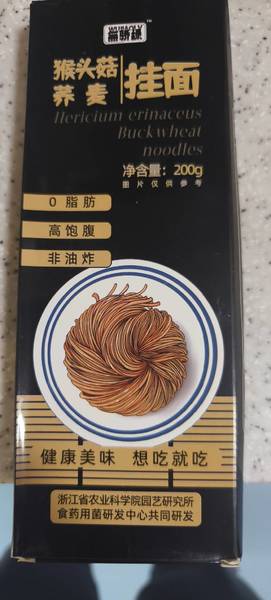 猴头菇
荞麦
挂面
Hericium erinaceus
Buckwheat
noodles
净含量：200g
图片仅供参考
0脂肪
高饱腹
非油炸
健康美味 想吃就吃
浙江省农业科学院园艺研究所
食药用菌研发中心共同研发